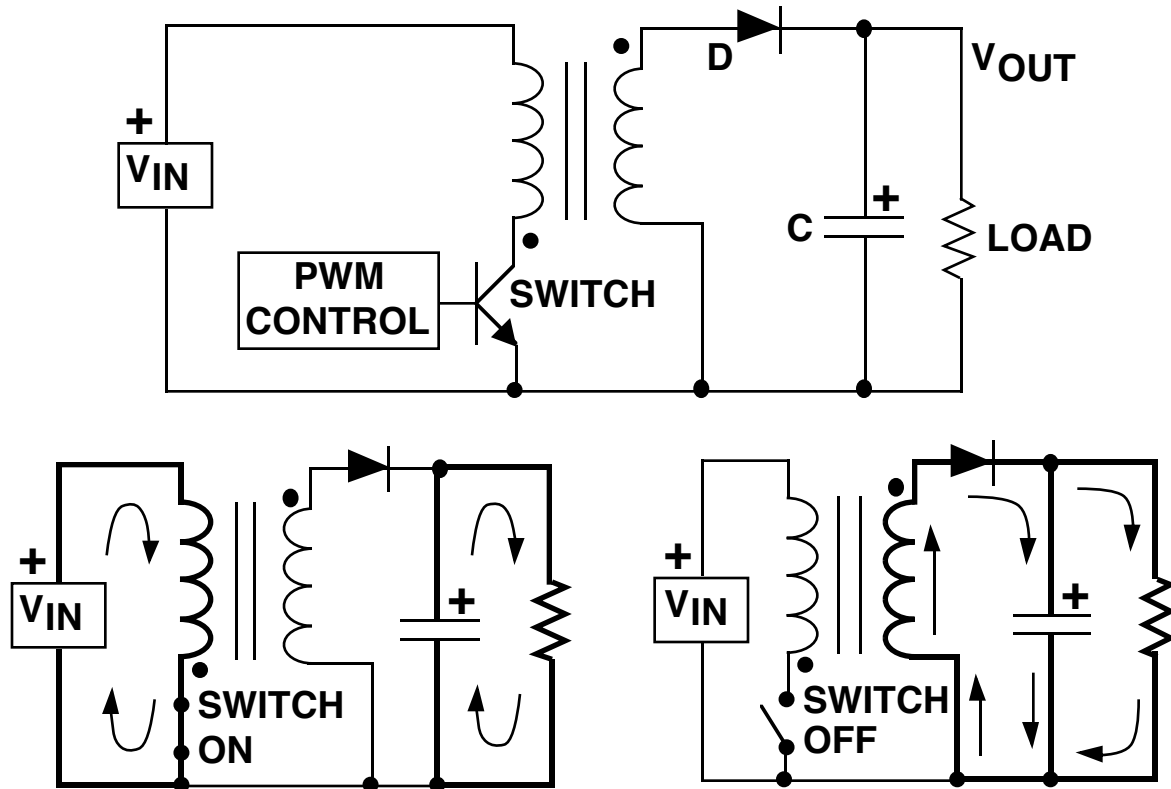 D
VOUT
+
VIN
C
+
LOAD
PWM
CONTROL
SWITCH
+
VIN
+
SWITCH
ON
+
VIN
+
SWITCH
OFF